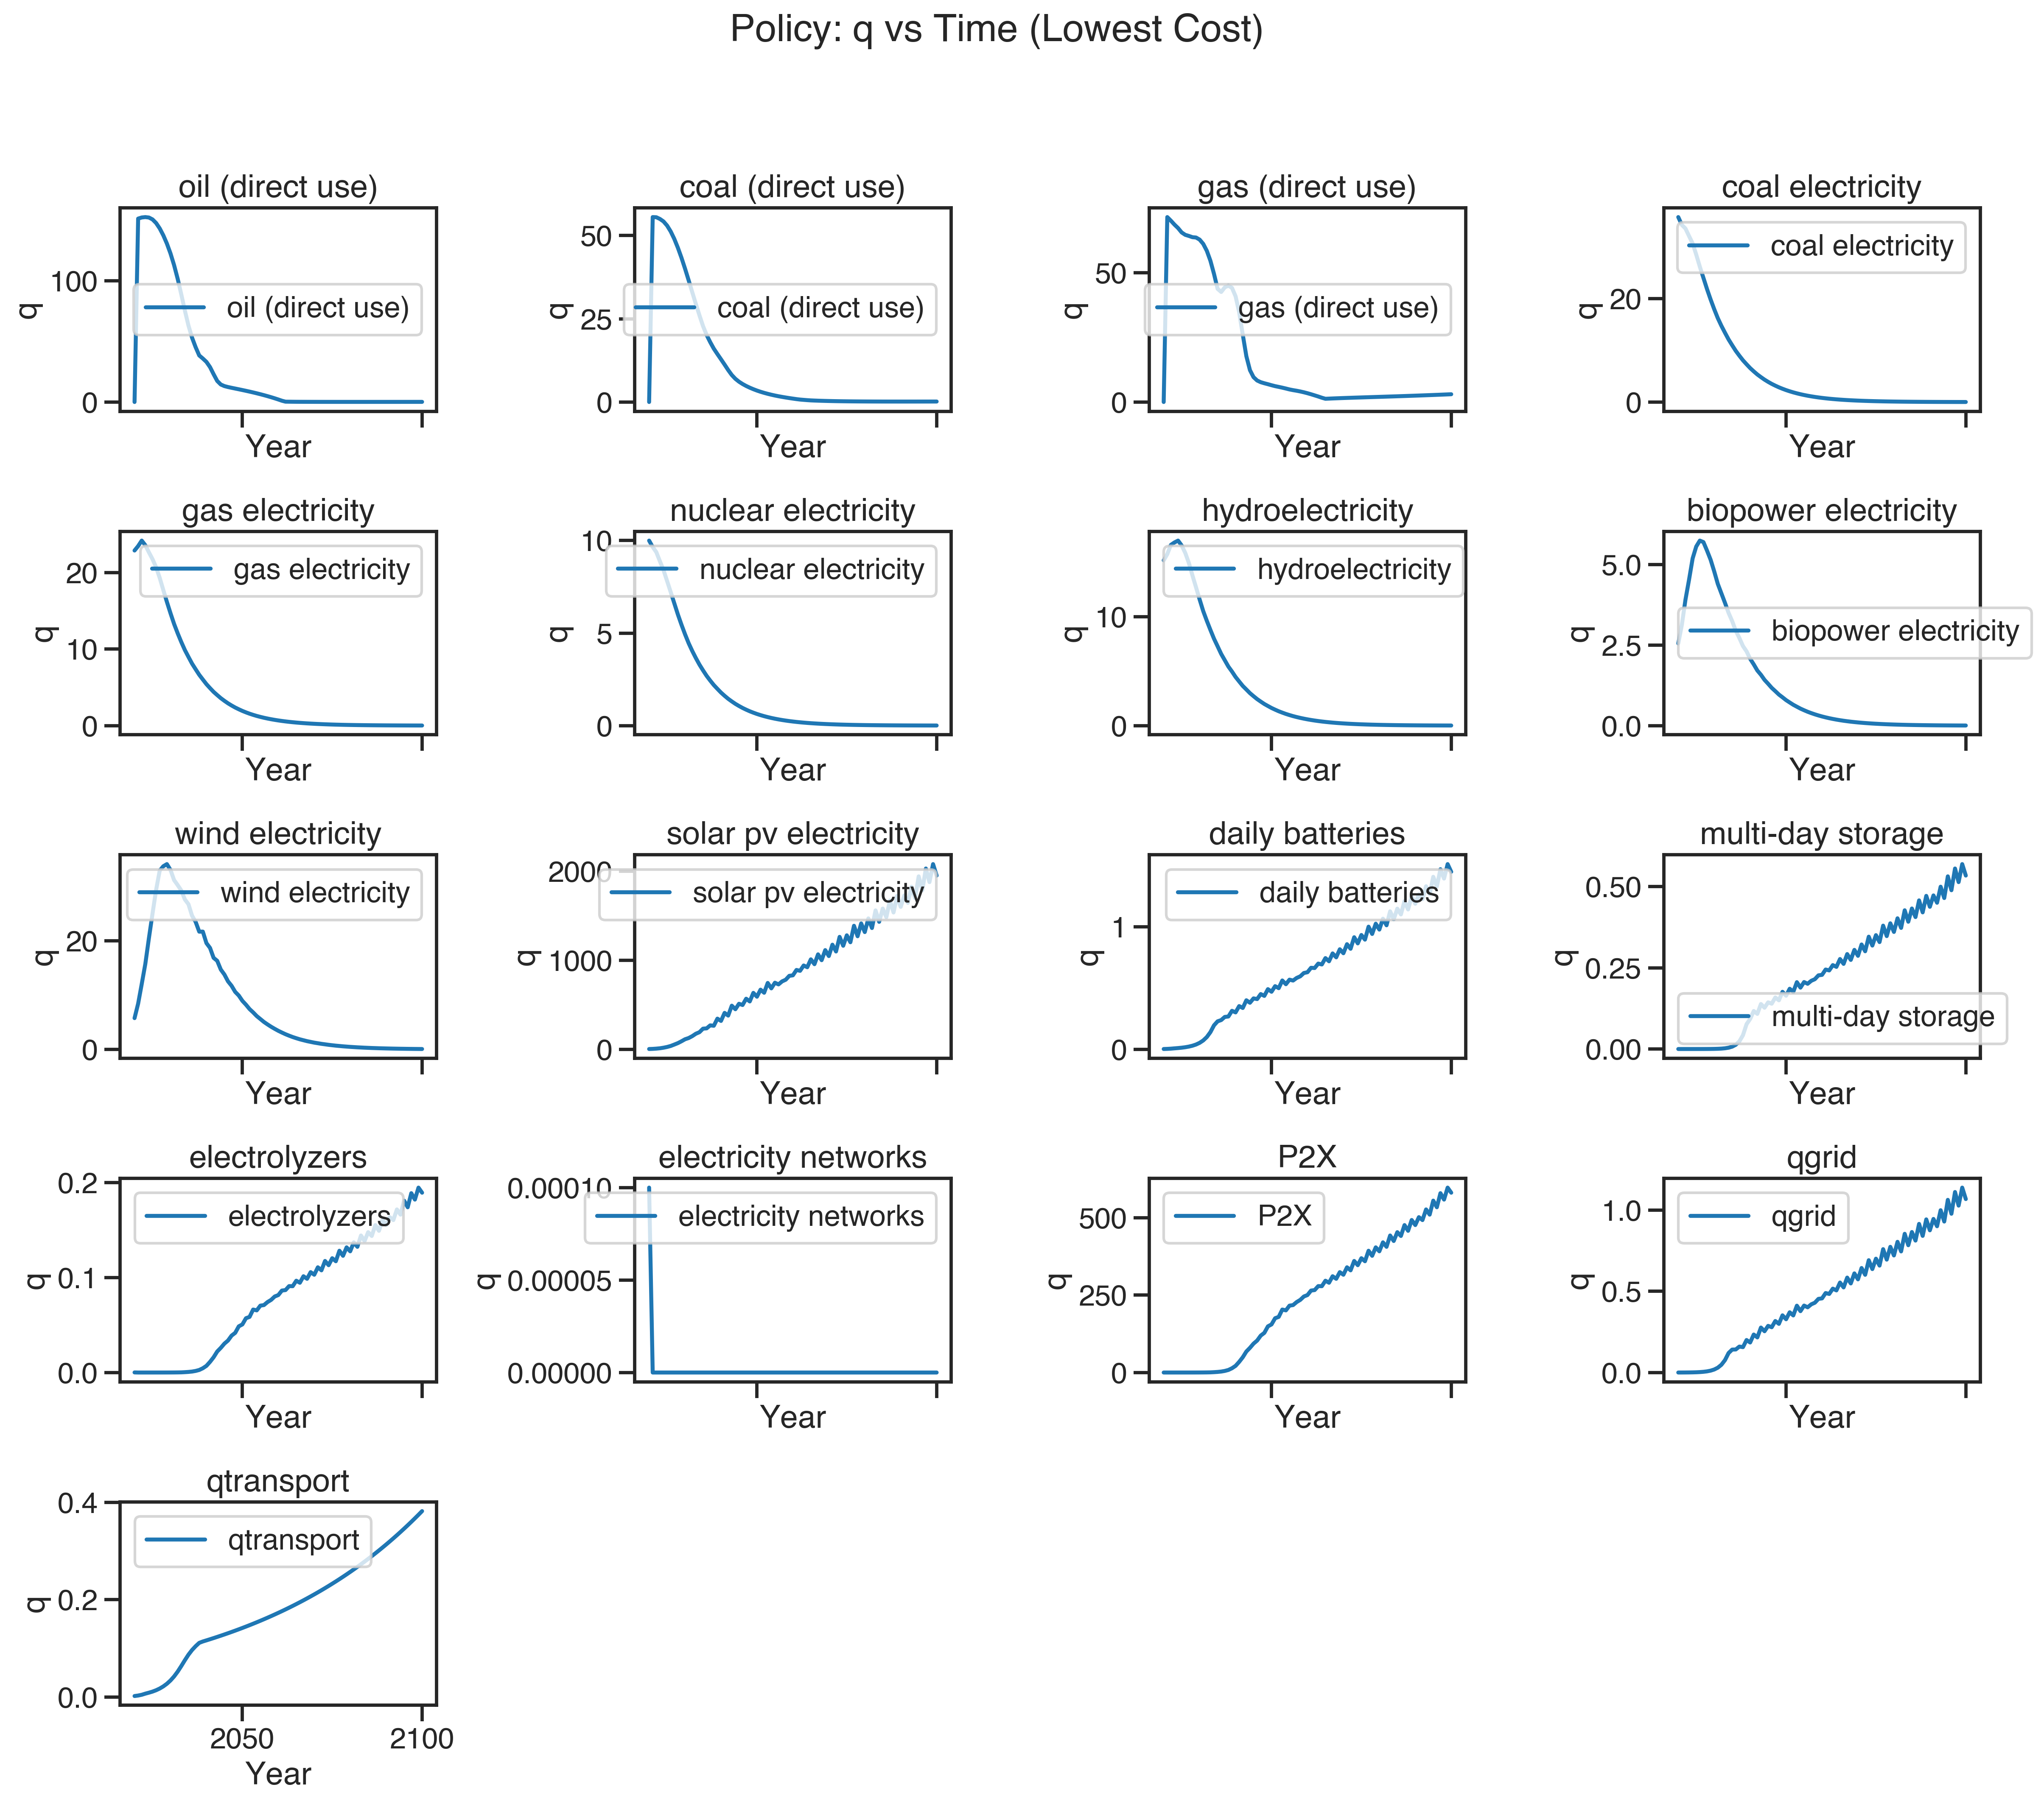 Policy: q vs Time (Lowest Cost)
oil (direct use)
q
100
0
oil (direct use)
Year
coal (direct use)
q
50
25
0
coal (direct use)
Year
gas (direct use)
q
50
0
gas (direct use)
Year
coal electricity
q
20
0
coal electricity
Year
gas electricity
q
20
10
0
gas electricity
Year
nuclear electricity
q
10
5
0
nuclear electricity
Year
hydroelectricity
q
10
0
hydroelectricity
Year
biopower electricity
q
5.0
2.5
0.0
biopower electricity
Year
wind electricity
q
20
0
wind electricity
Year
solar pv electricity
q
2000
1000
0
solar pv electricity
Year
daily batteries
q
1
0
daily batteries
Year
multi-day storage
q
0.50
0.25
0.00
multi-day storage
Year
electrolyzers
q
0.2
0.1
0.0
electrolyzers
Year
electricity networks
q
0.00010
0.00005
0.00000
electricity networks
Year
P2X
q
500
250
0
P2X
Year
qgrid
q
1.0
0.5
0.0
qgrid
Year
qtransport
q
0.4
0.2
0.0
qtransport
2050
2100
Year